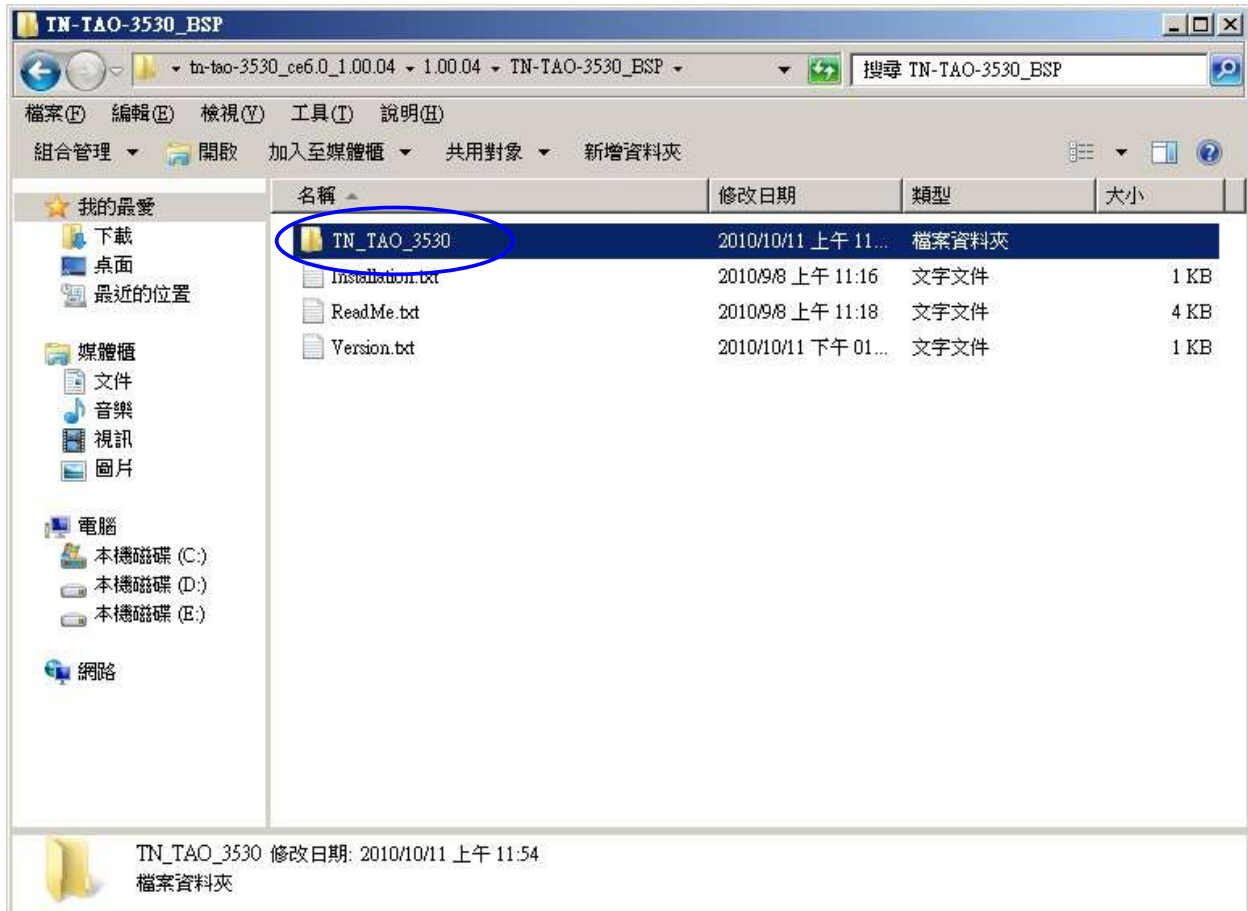 TN-TAO-3530_BSP
tn-tao-3530_ce6.0_1.00.04 1.00.04 TN-TAO-3530_BSP 搜尋 TN-TAO-3530_BSP
檔案(F) 編輯(E) 檢視(V) 工具(T) 說明(H)
組合管理 開啟 加入至媒體櫃 共用對象 新增資料夾
我的最愛
下載
桌面
最近的位置
媒體櫃
文件
音樂
視訊
圖片
電腦
本機磁碟 (C:)
本機磁碟 (D:)
本機磁碟 (E:)
網路
名稱 修改日期 類型 大小
TN_TAO_3530 2010/10/11 上午 11... 檔案資料夾
Installation.txt 2010/9/8 上午 11:16 文字文件 1 KB
ReadMe.txt 2010/9/8 上午 11:18 文字文件 4 KB
Version.txt 2010/10/11 下午 01... 文字文件 1 KB
TN_TAO_3530 修改日期: 2010/10/11 上午 11:54
檔案資料夾